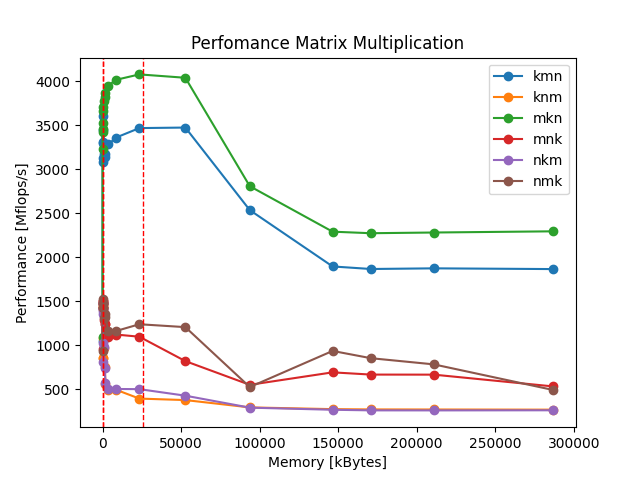 Perfomance Matrix Multiplication
kmn
knm
mkn
mnk
nkm
nmk
4000
3500
3000
2500
2000
1500
1000
500
Performance [Mflops/s]
0 50000 100000 150000 200000 250000 300000
Memory [kBytes]